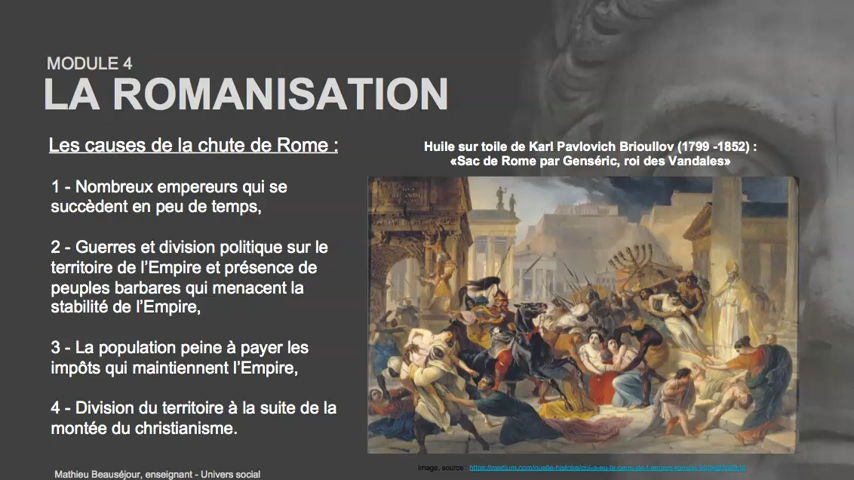 MODULE 4
LA ROMANISATION
Les causes de la chute de Rome :
1 - Nombreux empereurs qui se
succèdent en peu de temps,
2 - Guerres et division politique sur le
territoire de l'Empire et présence de
peuples barbares qui menacent la
stabilité de l'Empire,
3 - La population peine à payer les
impôts qui maintiennent l'Empire,
4 - Division du territoire à la suite de la
montée du christianisme.
Huile sur toile de Karl Pavlovich Brioullov (1799 -1852) :
«Sac de Rome par Genséric, roi des Vandales»
Image, source :
Mathieu Beauséjour, enseignant - Univers social